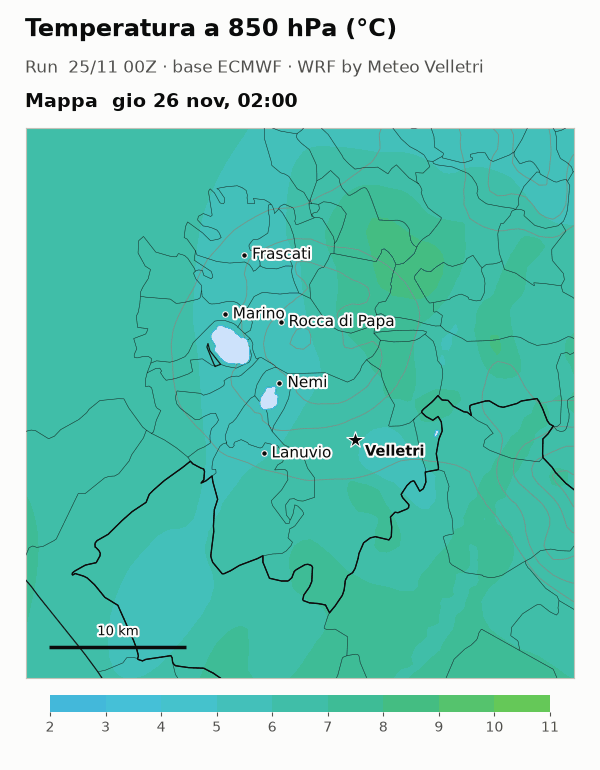 Temperatura a 850 hPa (°C)
Run  25/11 00Z · base ECMWF · WRF by Meteo Velletri
Mappa  gio 26 nov, 02:00
Frascati
Marino
Rocca di Papa
Nemi
Velletri
Lanuvio
10 km
2 3 4 5 6 7 8 9 10 11